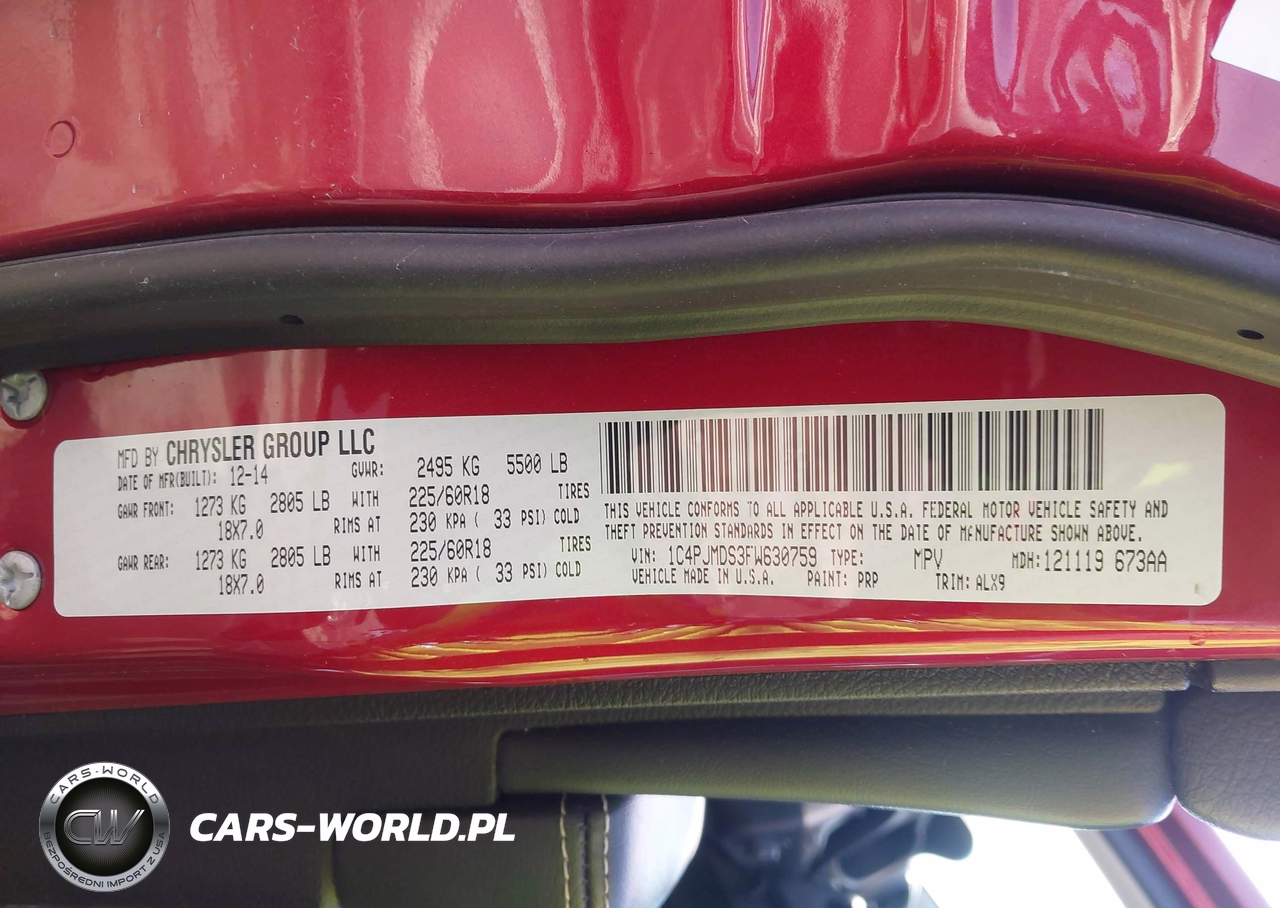 MFD BY CHRYSLER GROUP LLC
DATE OF MFR(BUILT): 12-14 GVWR: 2495 KG 5500 LB
GAWR FRONT: 1273 KG 2805 LB WITH 225/60R18 TIRES
18X7.0 RIMS AT 230 KPA ( 33 PSI) COLD
GAWR REAR: 1273 KG 2805 LB WITH 225/60R18 TIRES
18X7.0 RIMS AT 230 KPA ( 33 PSI) COLD
THIS VEHICLE CONFORMS TO ALL APPLICABLE U.S.A. FEDERAL MOTOR VEHICLE SAFETY AND
THEFT PREVENTION STANDARDS IN EFFECT ON THE DATE OF MANUFACTURE SHOWN ABOVE.
VIN: 1C4PJMDS3FW630759 TYPE: MPV MDH: 121119 673AA
VEHICLE MADE IN U.S.A. PAINT: PRP TRIM: ALX9
CARS-WORLD
CW
BEZPOŚREDNI IMPORT Z USA
CARS-WORLD.PL